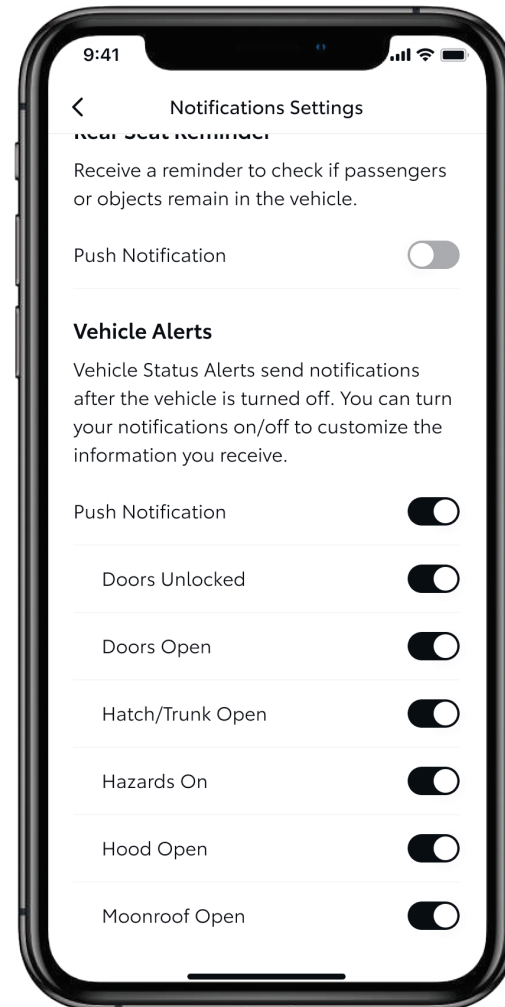 9:41
Notifications Settings
Rear Seat Reminder
Receive a reminder to check if passengers
or objects remain in the vehicle.
Push Notification
Vehicle Alerts
Vehicle Status Alerts send notifications
after the vehicle is turned off. You can turn
your notifications on/off to customize the
information you receive.
Push Notification
Doors Unlocked
Doors Open
Hatch/Trunk Open
Hazards On
Hood Open
Moonroof Open